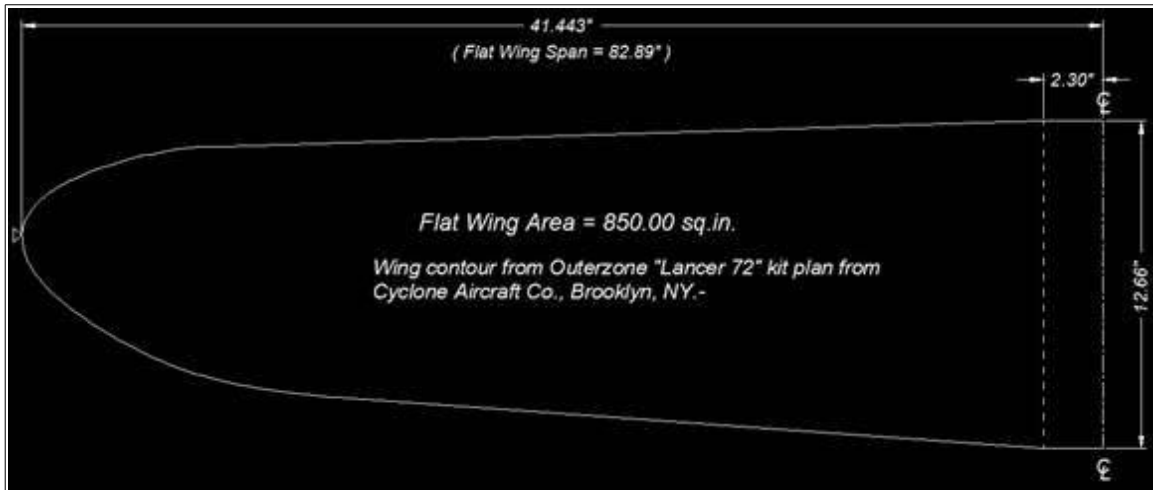 41.443"
( Flat Wing Span = 82.89" )
2.30"
℄
Flat Wing Area = 850.00 sq.in.
Wing contour from Outerzone "Lancer 72" kit plan from
Cyclone Aircraft Co., Brooklyn, NY.-
12.66"
℄